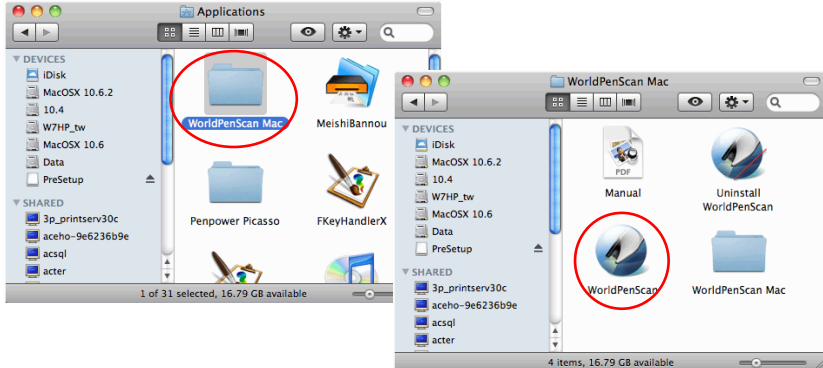 Applications
DEVICES
iDisk
MacOSX 10.6.2
10.4
W7HP_tw
MacOSX 10.6
Data
PreSetup
SHARED
3p_printserv30c
aceho-9e6236b9e
acsql
acter
WorldPenScan Mac
MeishiBannou
Penpower Picasso
FKeyHandlerX
1 of 31 selected, 16.79 GB available
WorldPenScan Mac
DEVICES
iDisk
MacOSX 10.6.2
10.4
W7HP_tw
MacOSX 10.6
Data
PreSetup
SHARED
3p_printserv30c
aceho-9e6236b9e
acsql
acter
PDF
Manual
Uninstall
WorldPenScan
WorldPenScan
WorldPenScan Mac
4 items, 16.79 GB available